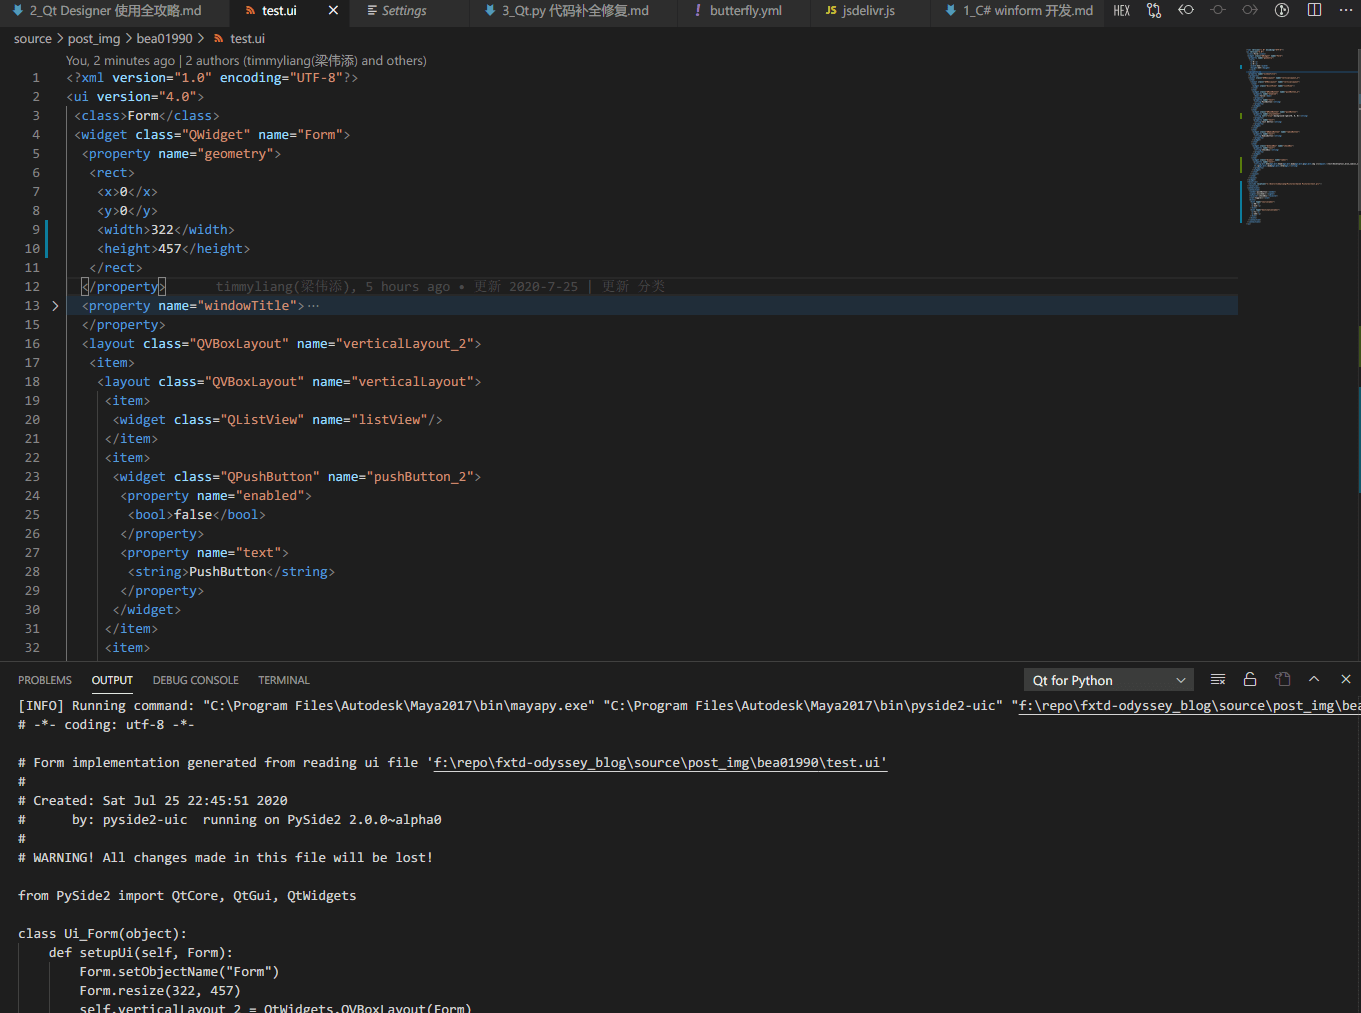 2_Qt Designer 使用全攻略.md test.ui Settings 3_Qt.py 代码补全修复.md ! butterfly.yml JS jsdelivr.js 1_C# winform 开发.md HEX
source > post_img > bea01990 > test.ui
You, 2 minutes ago | 2 authors (timmyliang(梁伟添) and others)
1 <?xml version="1.0" encoding="UTF-8"?>
2 <ui version="4.0">
3 <class>Form</class>
4 <widget class="QWidget" name="Form">
5 <property name="geometry">
6 <rect>
7 <x>0</x>
8 <y>0</y>
9 <width>322</width>
10 <height>457</height>
11 </rect>
12 </property> timmyliang(梁伟添), 5 hours ago • 更新 2020-7-25 | 更新 分类
13 <property name="windowTitle">…
15 </property>
16 <layout class="QVBoxLayout" name="verticalLayout_2">
17 <item>
18 <layout class="QVBoxLayout" name="verticalLayout">
19 <item>
20 <widget class="QListView" name="listView"/>
21 </item>
22 <item>
23 <widget class="QPushButton" name="pushButton_2">
24 <property name="enabled">
25 <bool>false</bool>
26 </property>
27 <property name="text">
28 <string>PushButton</string>
29 </property>
30 </widget>
31 </item>
32 <item>
PROBLEMS OUTPUT DEBUG CONSOLE TERMINAL Qt for Python
[INFO] Running command: "C:\Program Files\Autodesk\Maya2017\bin\mayapy.exe" "C:\Program Files\Autodesk\Maya2017\bin\pyside2-uic" "f:\repo\fxtd-odyssey_blog\source\post_img\bea
# -*- coding: utf-8 -*-
# Form implementation generated from reading ui file 'f:\repo\fxtd-odyssey_blog\source\post_img\bea01990\test.ui'
#
# Created: Sat Jul 25 22:45:51 2020
#      by: pyside2-uic  running on PySide2 2.0.0~alpha0
#
# WARNING! All changes made in this file will be lost!
from PySide2 import QtCore, QtGui, QtWidgets
class Ui_Form(object):
def setupUi(self, Form):
Form.setObjectName("Form")
Form.resize(322, 457)
self.verticalLayout_2 = QtWidgets.QVBoxLayout(Form)